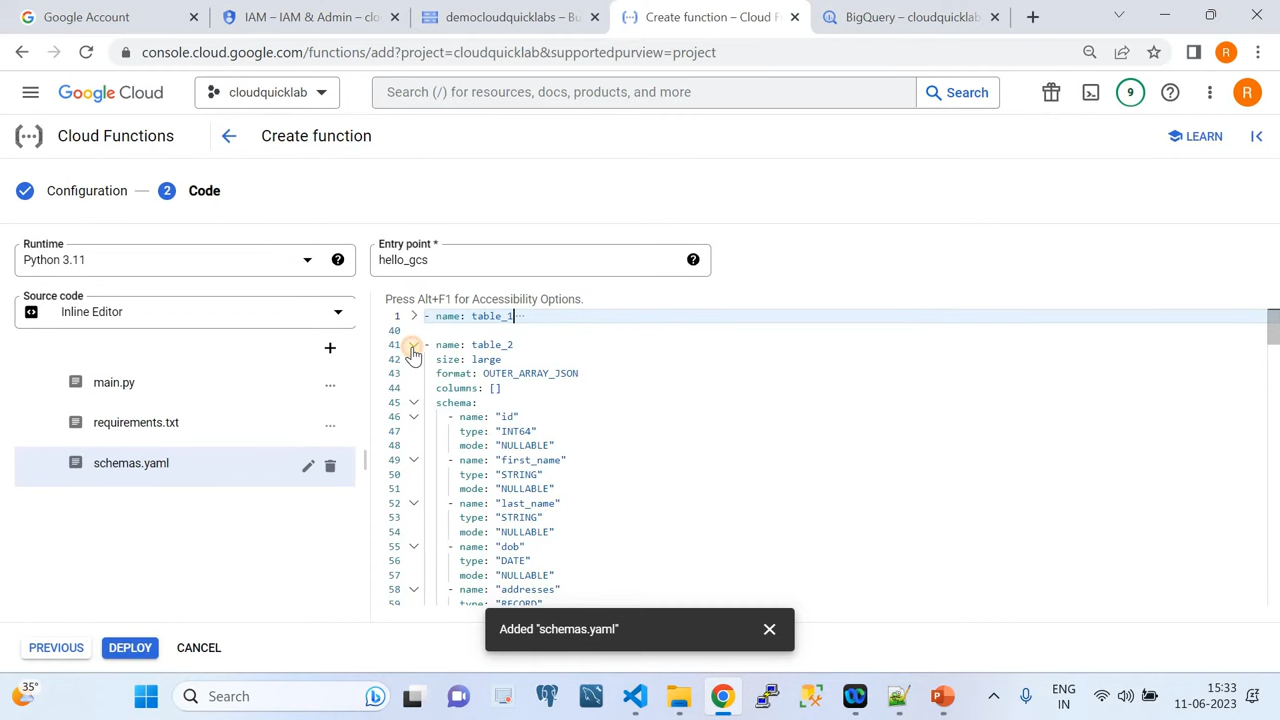 Google Account
IAM – IAM & Admin – clo
democloudquicklabs – Bu
Create function – Cloud F
BigQuery – cloudquicklab
console.cloud.google.com/functions/add?project=cloudquicklab&supportedpurview=project
R
Google Cloud
cloudquicklab
Search (/) for resources, docs, products, and more
Search
9
R
Cloud Functions
Create function
LEARN
Configuration
2
Code
Runtime
Python 3.11
Entry point *
hello_gcs
Source code
Inline Editor
main.py
requirements.txt
schemas.yaml
Press Alt+F1 for Accessibility Options.
1 - name: table_1
40
41 - name: table_2
42 size: large
43 format: OUTER_ARRAY_JSON
44 columns: []
45 schema:
46 - name: "id"
47 type: "INT64"
48 mode: "NULLABLE"
49 - name: "first_name"
50 type: "STRING"
51 mode: "NULLABLE"
52 - name: "last_name"
53 type: "STRING"
54 mode: "NULLABLE"
55 - name: "dob"
56 type: "DATE"
57 mode: "NULLABLE"
58 - name: "addresses"
59 type: "RECORD"
Added "schemas.yaml"
PREVIOUS
DEPLOY
CANCEL
35°
Search
ENG
IN
15:33
11-06-2023